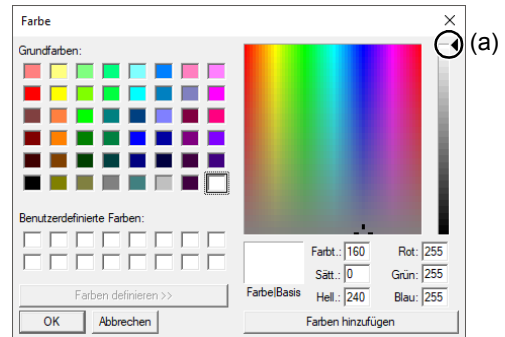 Farbe
(a)
Grundfarben:
Benutzerdefinierte Farben:
Farben definieren >>
OK Abbrechen
Farbe|Basis
Farbt.: 160 Rot: 255
Sätt.: 0 Grün: 255
Hell.: 240 Blau: 255
Farben hinzufügen